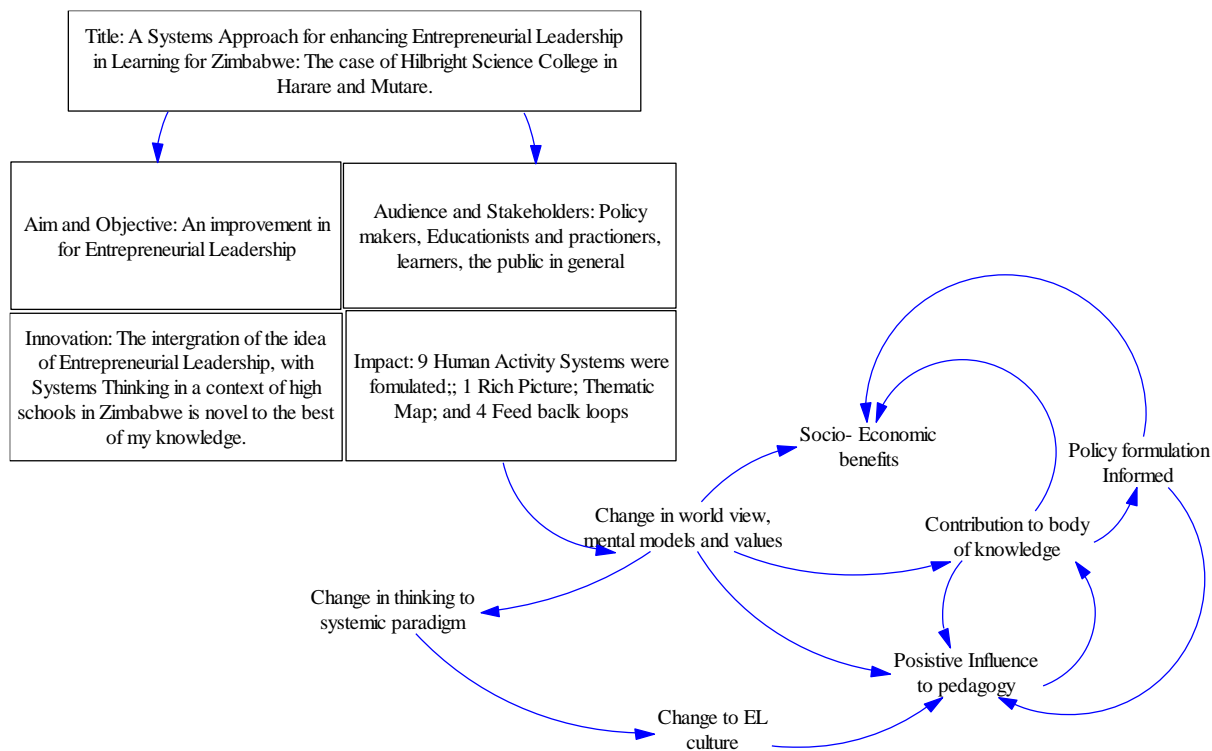 Title: A Systems Approach for enhancing Entrepreneurial Leadership
in Learning for Zimbabwe: The case of Hilbright Science College in
Harare and Mutare.
Aim and Objective: An improvement in
for Entrepreneurial Leadership
Audience and Stakeholders: Policy
makers, Educationists and practioners,
learners, the public in general
Innovation: The intergration of the idea
of Entrepreneurial Leadership, with
Systems Thinking in a context of high
schools in Zimbabwe is novel to the best
of my knowledge.
Impact: 9 Human Activity Systems were
fomulated;; 1 Rich Picture; Thematic
Map; and 4 Feed baclk loops
Socio- Economic
benefits
Policy formulation
Informed
Change in world view,
mental models and values
Contribution to body
of knowledge
Change in thinking to
systemic paradigm
Posistive Influence
to pedagogy
Change to EL
culture